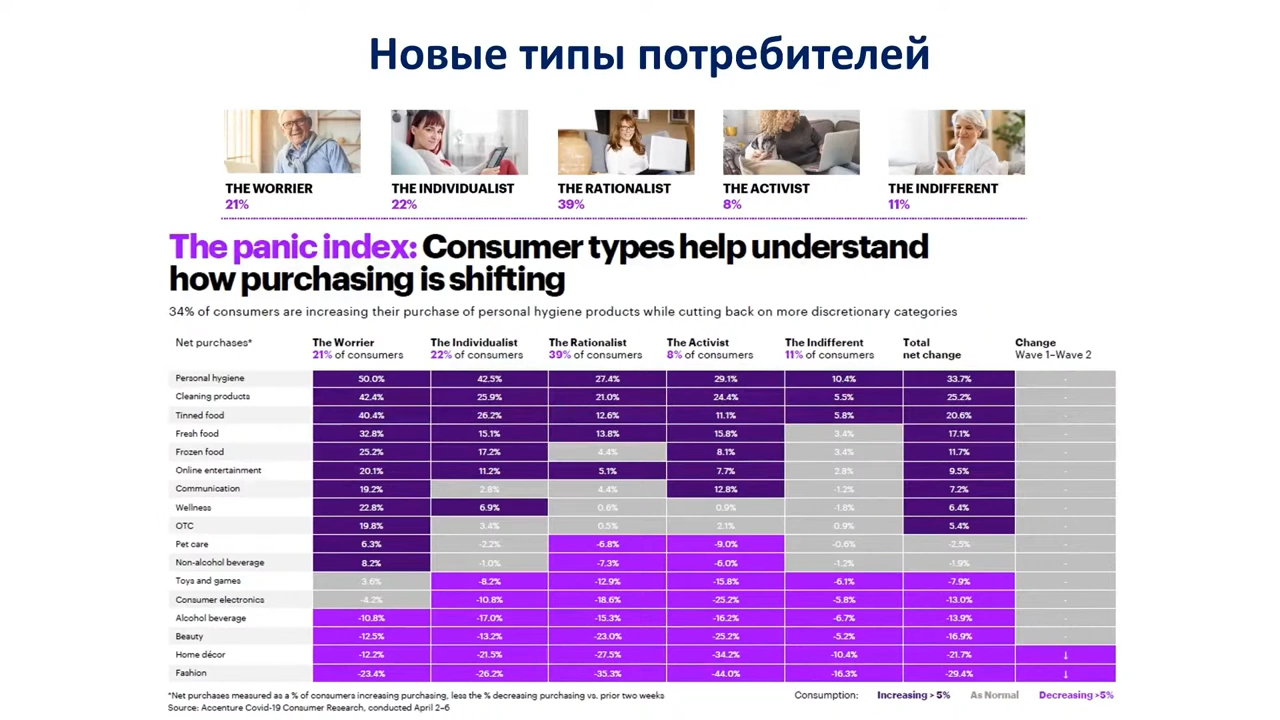 Новые типы потребителей
THE WORRIER
21%
THE INDIVIDUALIST
22%
THE RATIONALIST
39%
THE ACTIVIST
8%
THE INDIFFERENT
11%
The panic index: Consumer types help understand
how purchasing is shifting
34% of consumers are increasing their purchase of personal hygiene products while cutting back on more discretionary categories
Net purchases* The Worrier The Individualist The Rationalist The Activist The Indifferent Total Change
21% of consumers 22% of consumers 39% of consumers 8% of consumers 11% of consumers net change Wave 1–Wave 2
Personal hygiene 50.0% 42.5% 27.4% 29.1% 10.4% 33.7% -
Cleaning products 42.4% 25.9% 21.0% 24.4% 5.5% 25.2% -
Tinned food 40.4% 26.2% 12.6% 11.1% 5.8% 20.6% -
Fresh food 32.8% 15.1% 13.8% 15.8% 3.4% 17.1% -
Frozen food 25.2% 17.2% 4.4% 8.1% 3.4% 11.7% -
Online entertainment 20.1% 11.2% 5.1% 7.7% 2.8% 9.5% -
Communication 19.2% 2.8% 4.4% 12.8% -1.2% 7.2% -
Wellness 22.8% 6.9% 0.6% 0.9% -1.8% 6.4% -
OTC 19.8% 3.4% 0.5% 2.1% 0.9% 5.4% -
Pet care 6.3% -2.2% -6.8% -9.0% -0.6% -2.5% -
Non-alcohol beverage 8.2% -1.0% -7.3% -6.0% -1.2% -1.9% -
Toys and games 3.6% -8.2% -12.9% -15.8% -6.1% -7.9% -
Consumer electronics -4.2% -10.8% -18.6% -25.2% -5.8% -13.0% -
Alcohol beverage -10.8% -17.0% -15.3% -16.2% -6.7% -13.9% -
Beauty -12.5% -13.2% -23.0% -25.2% -5.2% -16.9% -
Home décor -12.2% -21.5% -27.5% -34.2% -10.4% -21.7% ↓
Fashion -23.4% -26.2% -35.3% -44.0% -16.3% -29.4% ↓
*Net purchases measured as a % of consumers increasing purchasing, less the % decreasing purchasing vs. prior two weeks
Consumption: Increasing > 5% As Normal Decreasing >5%
Source: Accenture Covid-19 Consumer Research, conducted April 2–6